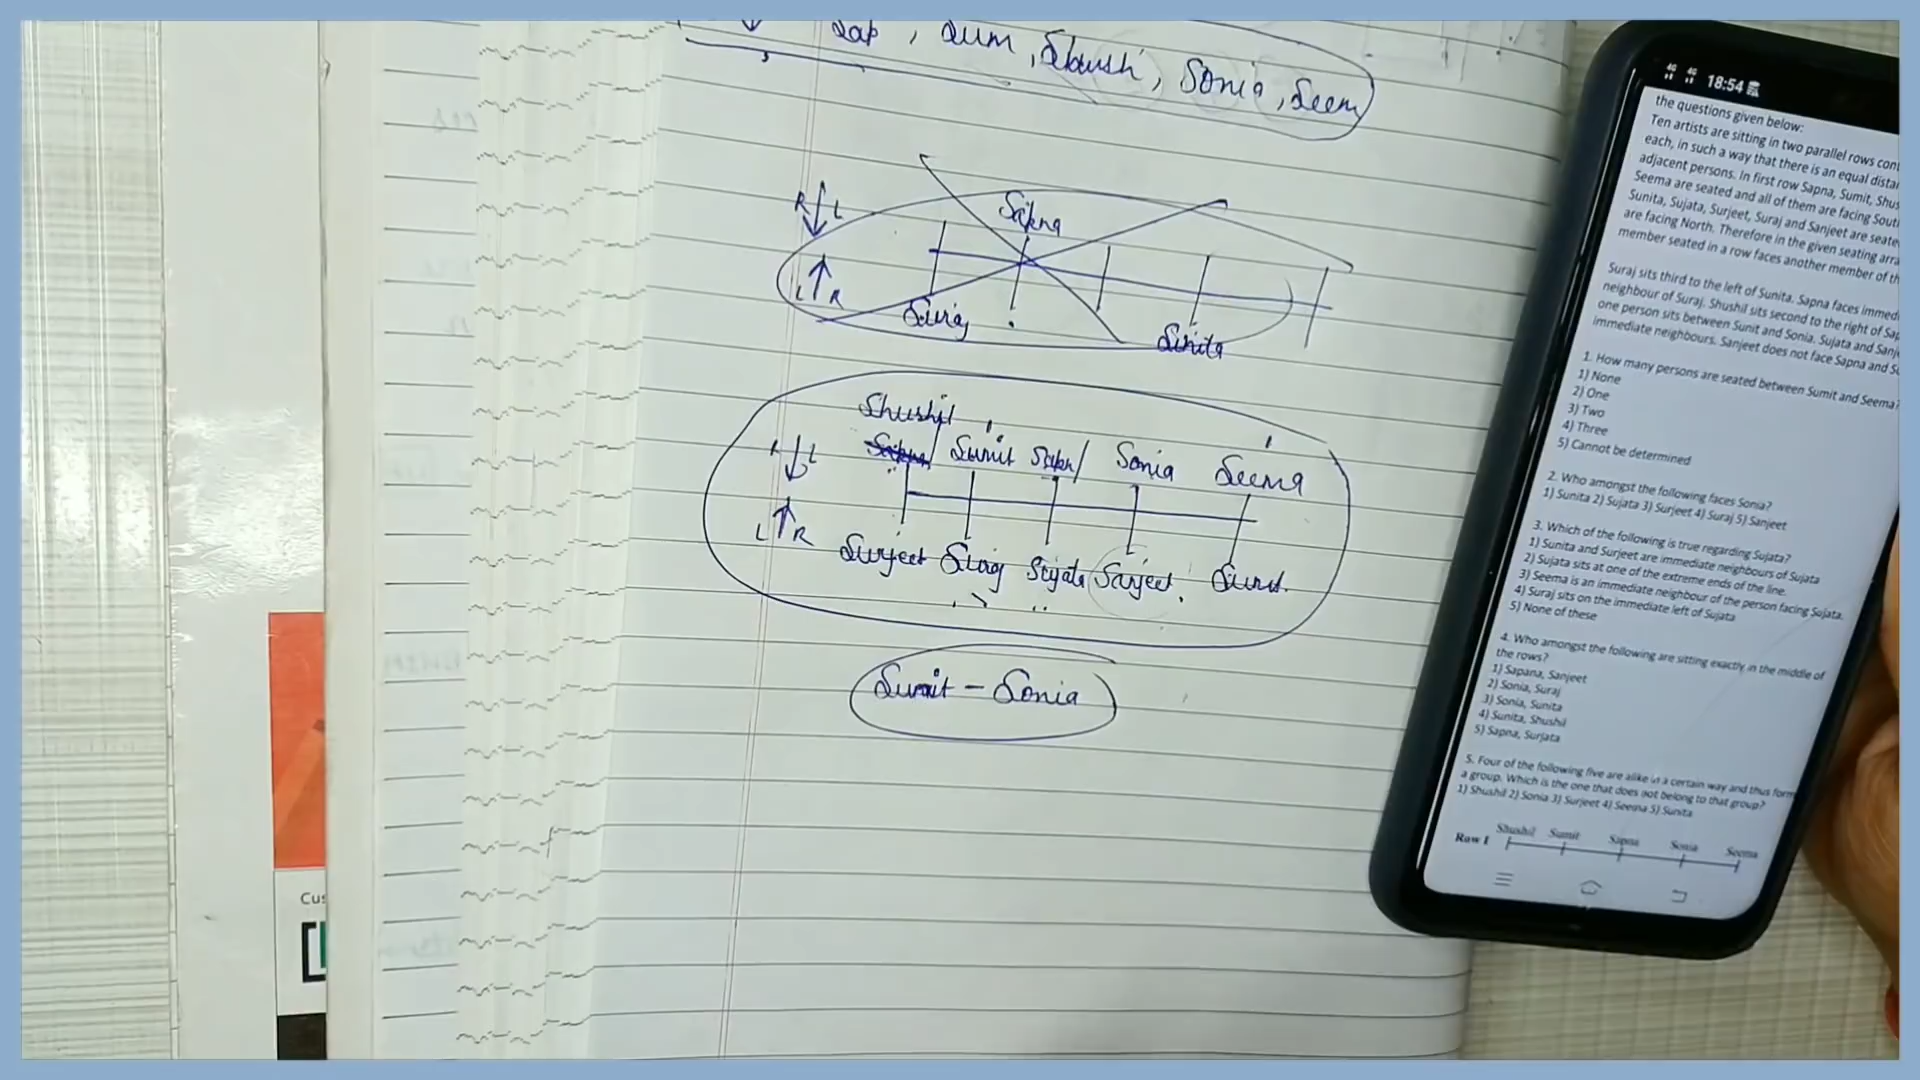 Sap, Sum, Shush, Sonia, Seem
R L
Sapna
L R
Suraj
Sunita
Shushil
Sumit Sapn Sonia Seema
L
L R
Surjeet Suraj Sujata Sanjeet
Sumit - Sonia
Cus
18:54
the questions given below:
Ten artists are sitting in two parallel rows con
each, in such a way that there is an equal dista
adjacent persons. In first row Sapna, Sumit, Shus
Seema are seated and all of them are facing Sout
Sunita, Sujata, Surjeet, Suraj and Sanjeet are seate
are facing North. Therefore in the given seating arra
member seated in a row faces another member of th
Suraj sits third to the left of Sunita. Sapna faces immed
neighbour of Suraj. Shushil sits second to the right of Sap
one person sits between Sunit and Sonia. Sujata and Sanj
immediate neighbours. Sanjeet does not face Sapna and S
1. How many persons are seated between Sumit and Seema?
1) None
2) One
3) Two
4) Three
5) Cannot be determined
2. Who amongst the following faces Sonia?
1) Sunita 2) Sujata 3) Surjeet 4) Suraj 5) Sanjeet
3. Which of the following is true regarding Sujata?
1) Sunita and Surjeet are immediate neighbours of Sujata
2) Sujata sits at one of the extreme ends of the line.
3) Seema is an immediate neighbour of the person facing Sujata.
4) Suraj sits on the immediate left of Sujata
5) None of these
4. Who amongst the following are sitting exactly in the middle of
the rows?
1) Sapana, Sanjeet
2) Sonia, Suraj
3) Sonia, Sunita
4) Sunita, Shushil
5) Sapna, Surjata
5. Four of the following five are alike in a certain way and thus form
a group. Which is the one that does not belong to that group?
1) Shushil 2) Sonia 3) Surjeet 4) Seema 5) Sunita
Row I Shushil Sumit Sapna Sonia Seema